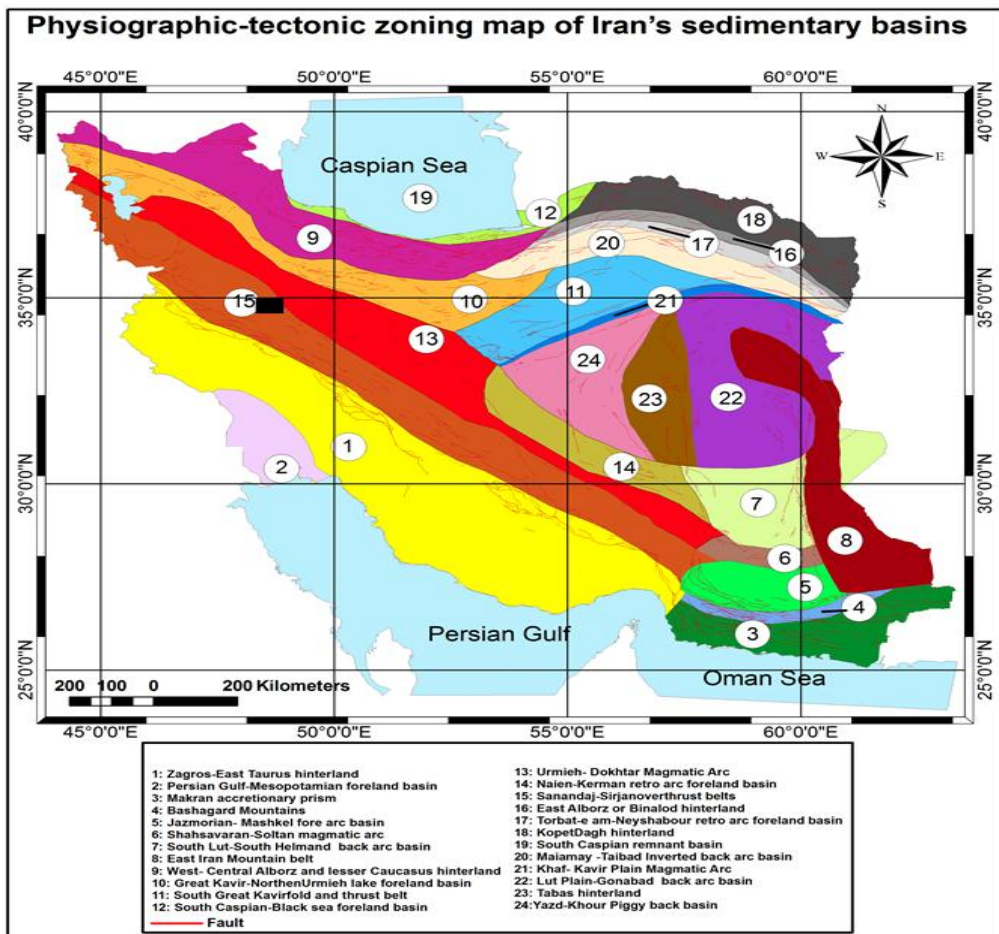 Physiographic-tectonic zoning map of Iran's sedimentary basins
45°0'0"E 50°0'0"E 55°0'0"E 60°0'0"E
40°0'0"N 40°0'0"N
N
W E
S
Caspian Sea
19
12
18
9
20
17
16
35°0'0"N 35°0'0"N
10
11
15
21
13
24
23
22
1
2
14
30°0'0"N 30°0'0"N
7
8
6
5
4
3
Persian Gulf
25°0'0"N 25°0'0"N
Oman Sea
200 100 0 200 Kilometers
45°0'0"E 50°0'0"E 55°0'0"E 60°0'0"E
1: Zagros-East Taurus hinterland
2: Persian Gulf-Mesopotamian foreland basin
3: Makran accretionary prism
4: Bashagard Mountains
5: Jazmorian- Mashkel fore arc basin
6: Shahsavaran-Soltan magmatic arc
7: South Lut-South Helmand back arc basin
8: East Iran Mountain belt
9: West- Central Alborz and lesser Caucasus hinterland
10: Great Kavir-NorthenUrmieh lake foreland basin
11: South Great Kavirfold and thrust belt
12: South Caspian-Black sea foreland basin
Fault
13: Urmieh- Dokhtar Magmatic Arc
14: Naien-Kerman retro arc foreland basin
15: Sanandaj-Sirjanoverthrust belts
16: East Alborz or Binalod hinterland
17: Torbat-e am-Neyshabour retro arc foreland basin
18: KopetDagh hinterland
19: South Caspian remnant basin
20: Maiamay -Taibad Inverted back arc basin
21: Khaf- Kavir Plain Magmatic Arc
22: Lut Plain-Gonabad back arc basin
23: Tabas hinterland
24:Yazd-Khour Piggy back basin